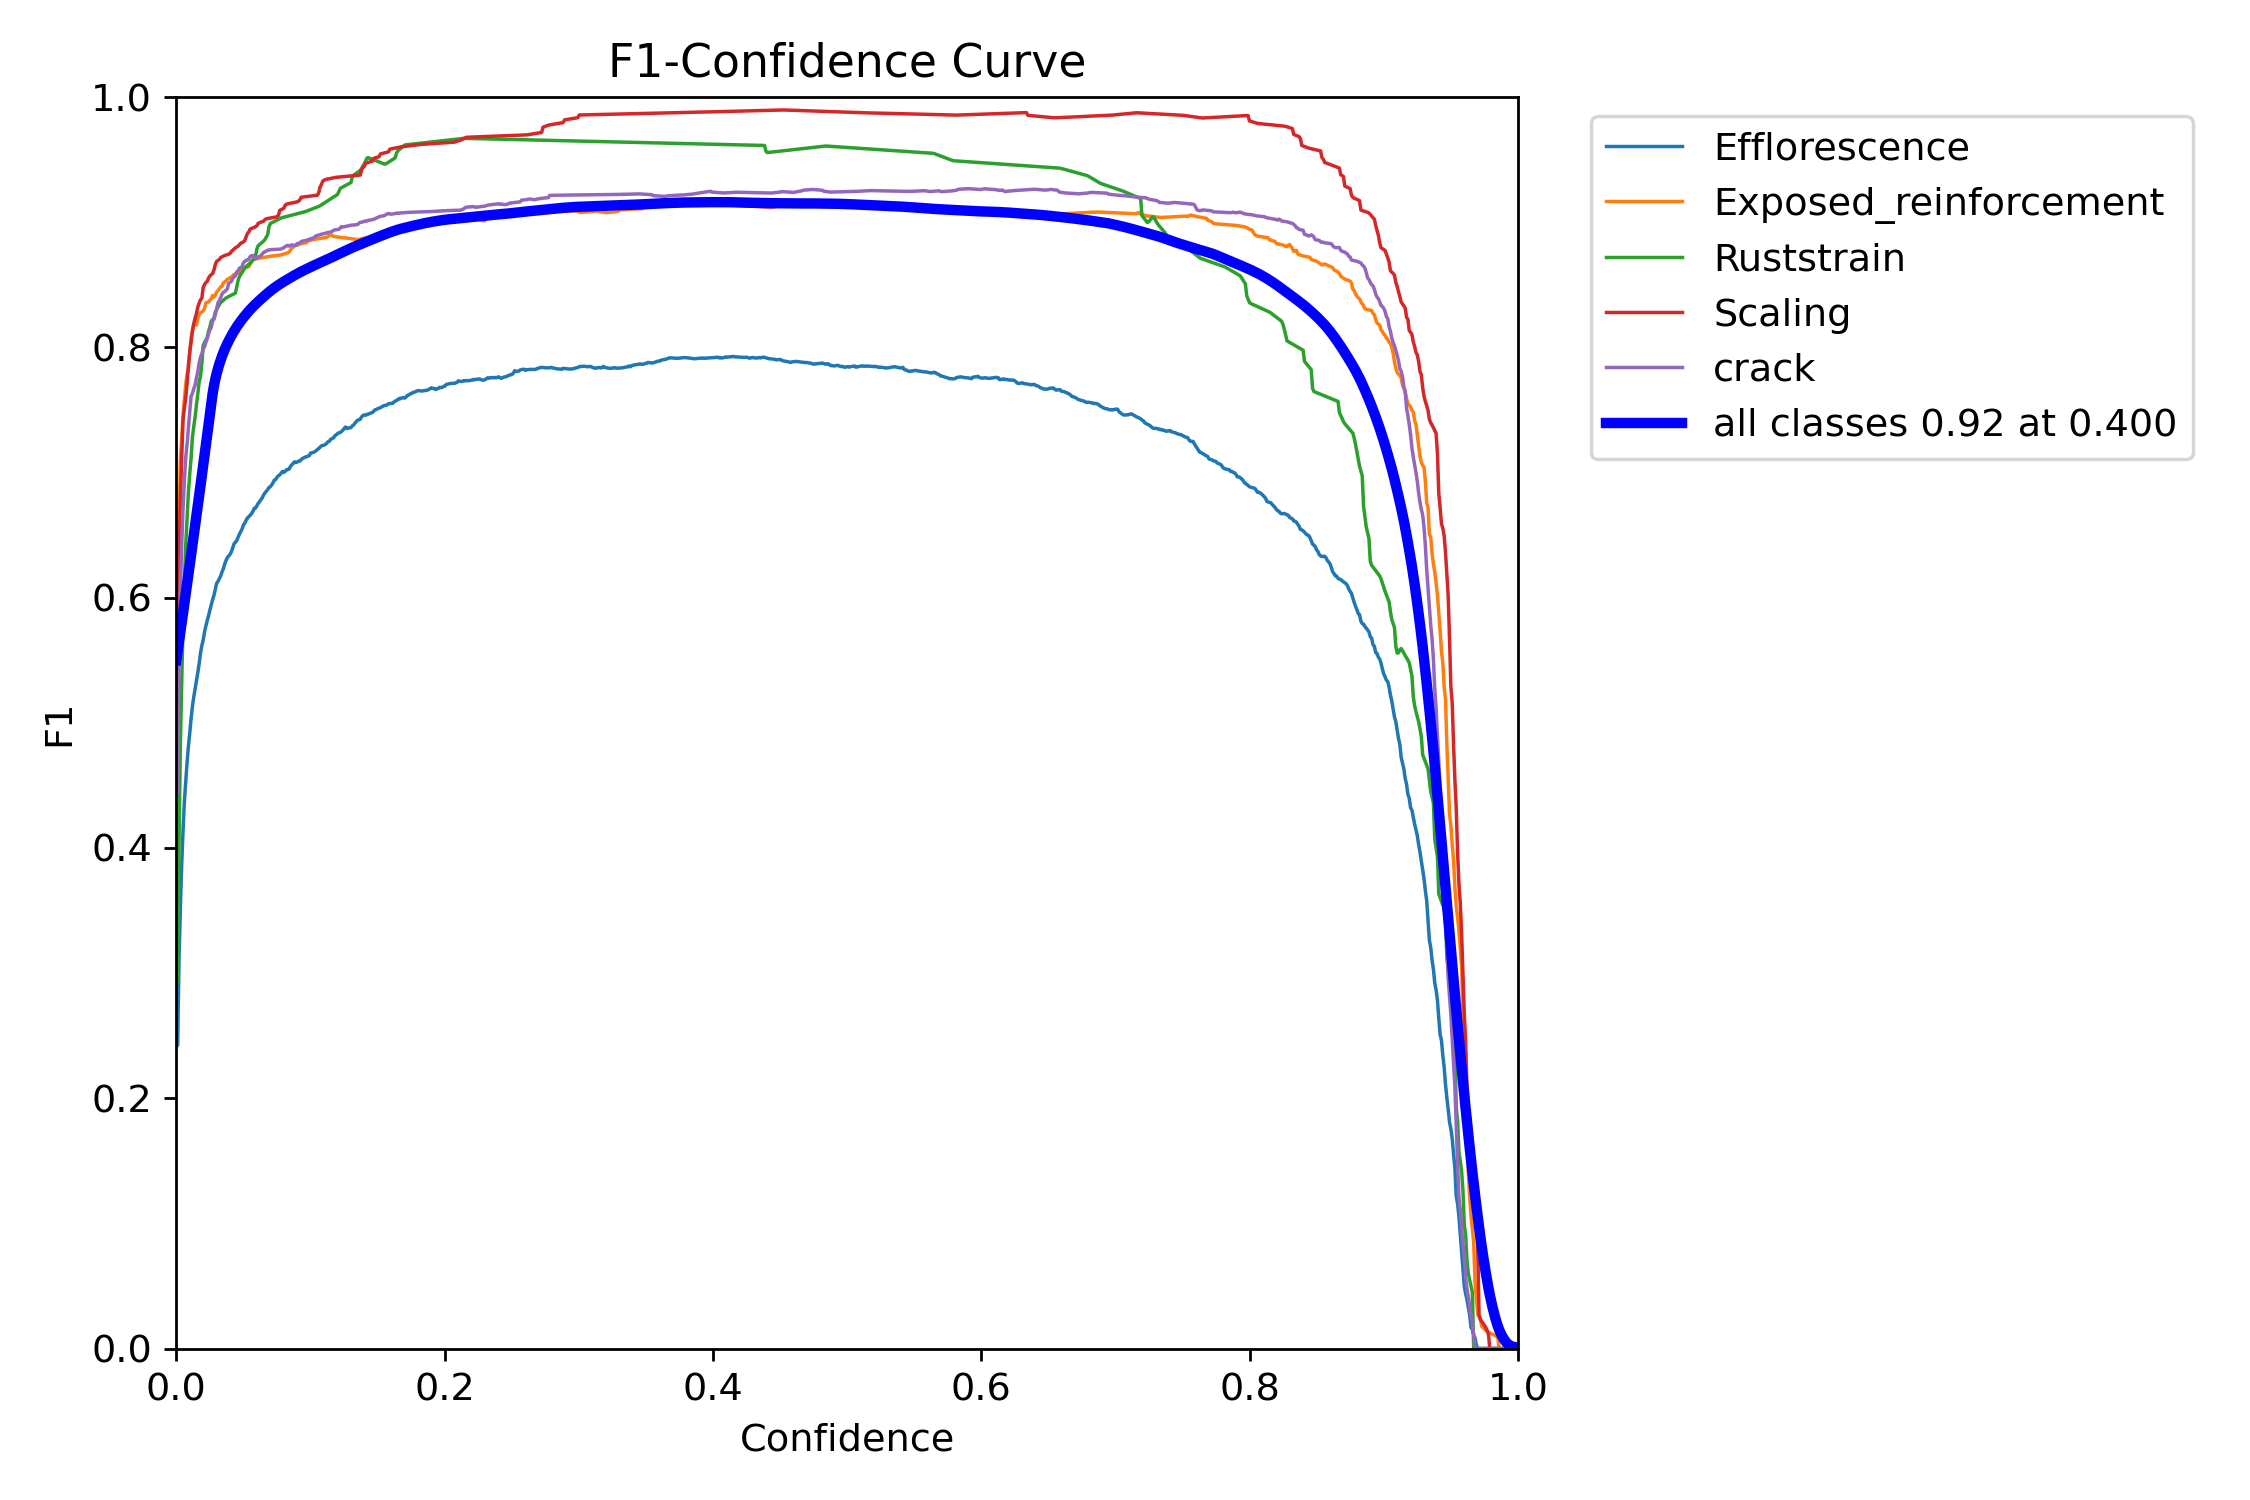 F1-Confidence Curve
1.0
0.8
0.6
0.4
0.2
0.0
F1
0.0 0.2 0.4 0.6 0.8 1.0
Confidence
Efflorescence
Exposed_reinforcement
Ruststrain
Scaling
crack
all classes 0.92 at 0.400